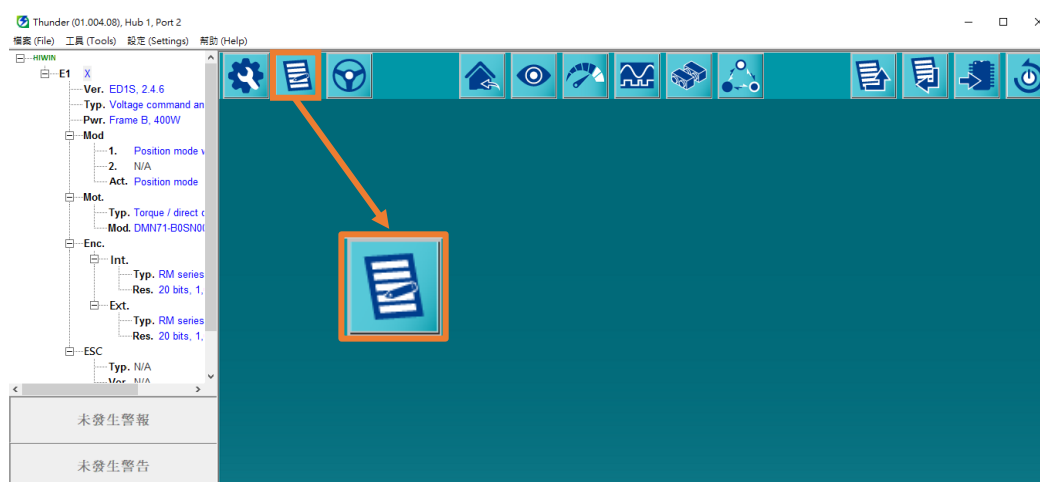 Thunder (01.004.08), Hub 1, Port 2
檔案 (File) 工具 (Tools) 設定 (Settings) 幫助 (Help)
HIWIN
E1 X
Ver. ED1S, 2.4.6
Typ. Voltage command an
Pwr. Frame B, 400W
Mod
1. Position mode
2. N/A
Act. Position mode
Mot.
Typ. Torque / direct
Mod. DMN71-B0SN0
Enc.
Int.
Typ. RM series
Res. 20 bits, 1,
Ext.
Typ. RM series
Res. 20 bits, 1,
ESC
Typ. N/A
Ver. N/A
未發生警報
未發生警告